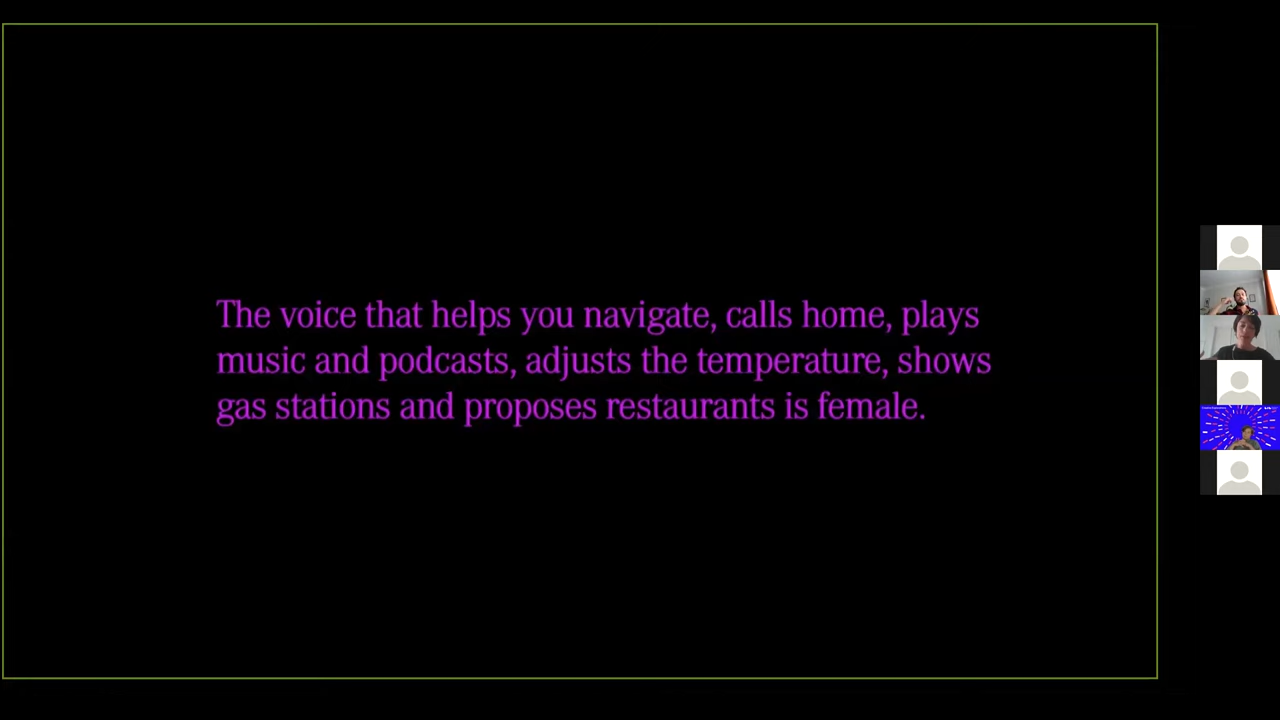 The voice that helps you navigate, calls home, plays
music and podcasts, adjusts the temperature, shows
gas stations and proposes restaurants is female.